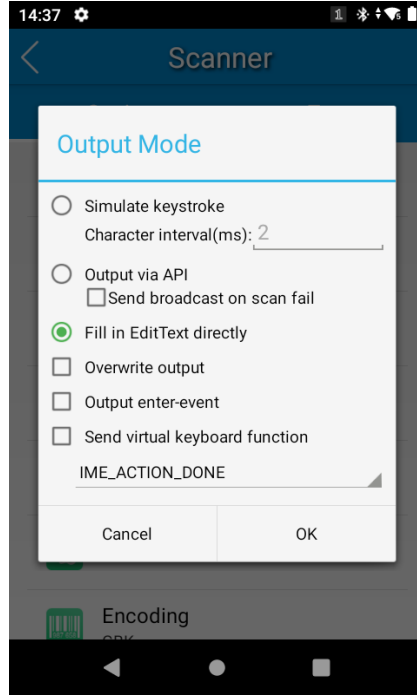 14:37
1
Scanner
Output Mode
Simulate keystroke
Character interval(ms): 2
Output via API
Send broadcast on scan fail
Fill in EditText directly
Overwrite output
Output enter-event
Send virtual keyboard function
IME_ACTION_DONE
Cancel
OK
Encoding